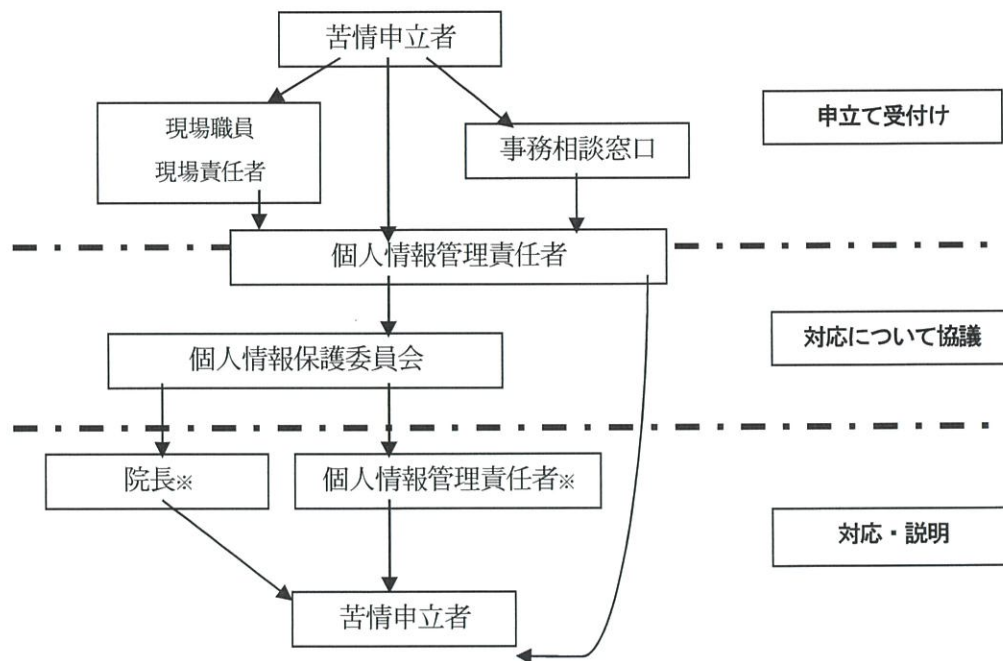 苦情申立者
現場職員
現場責任者
事務相談窓口
申立て受付け
個人情報管理責任者
個人情報保護委員会
対応について協議
院長※
個人情報管理責任者※
対応・説明
苦情申立者